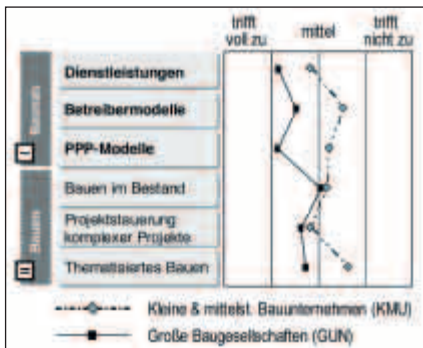 trifft voll zu
mittel
trifft nicht zu
Dienstleistungen
Betreibermodelle
PPP-Modelle
Bauen im Bestand
Projektsteuerung
komplexer Projekte
Thematisiertes Bauen
Bauen
Kleine & mittelst. Bauunternehmen (KMU)
Große Baugesellschaften (GUN)